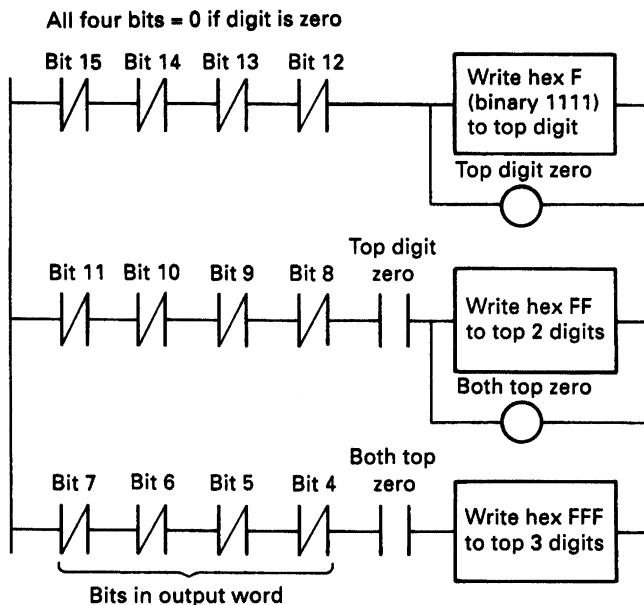 All four bits = 0 if digit is zero
Bit 15 Bit 14 Bit 13 Bit 12
Write hex F
(binary 1111)
to top digit
Top digit zero
Bit 11 Bit 10 Bit 9 Bit 8
Top digit
zero
Write hex FF
to top 2 digits
Both top zero
Bit 7 Bit 6 Bit 5 Bit 4
Both top
zero
Write hex FFF
to top 3 digits
Bits in output word